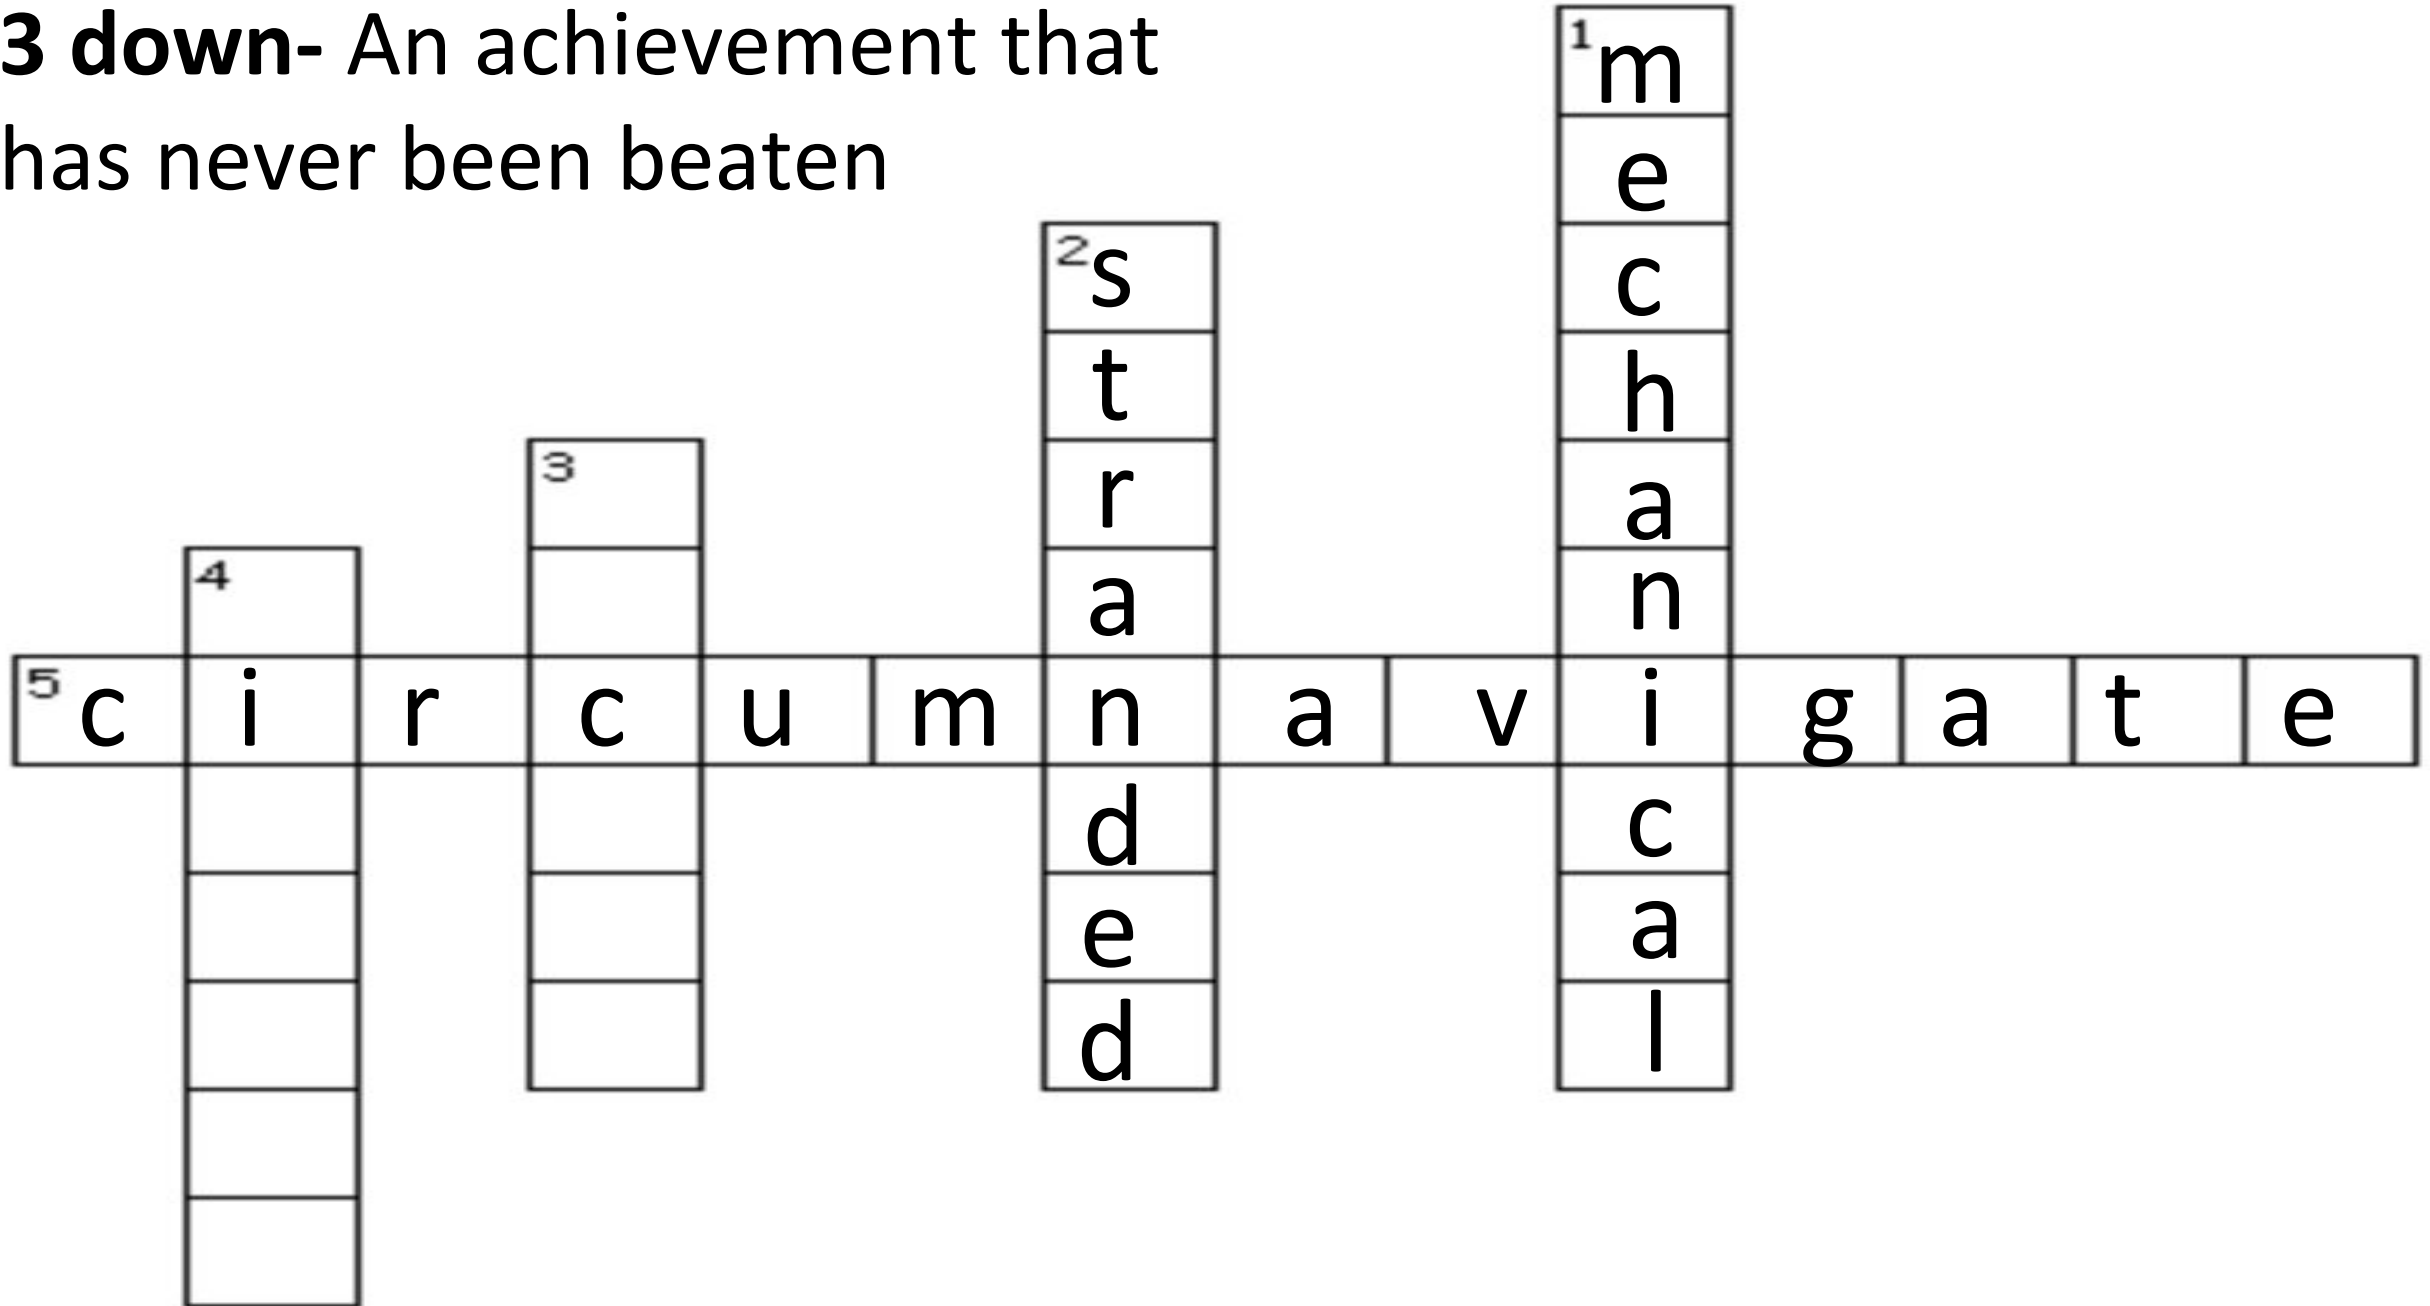 3 down- An achievement that
has never been beaten
1 m
e
c
h
a
n
i
c
a
l
2 s
t
r
a
n
d
e
d
3
4
5 c i r c u m n a v i g a t e